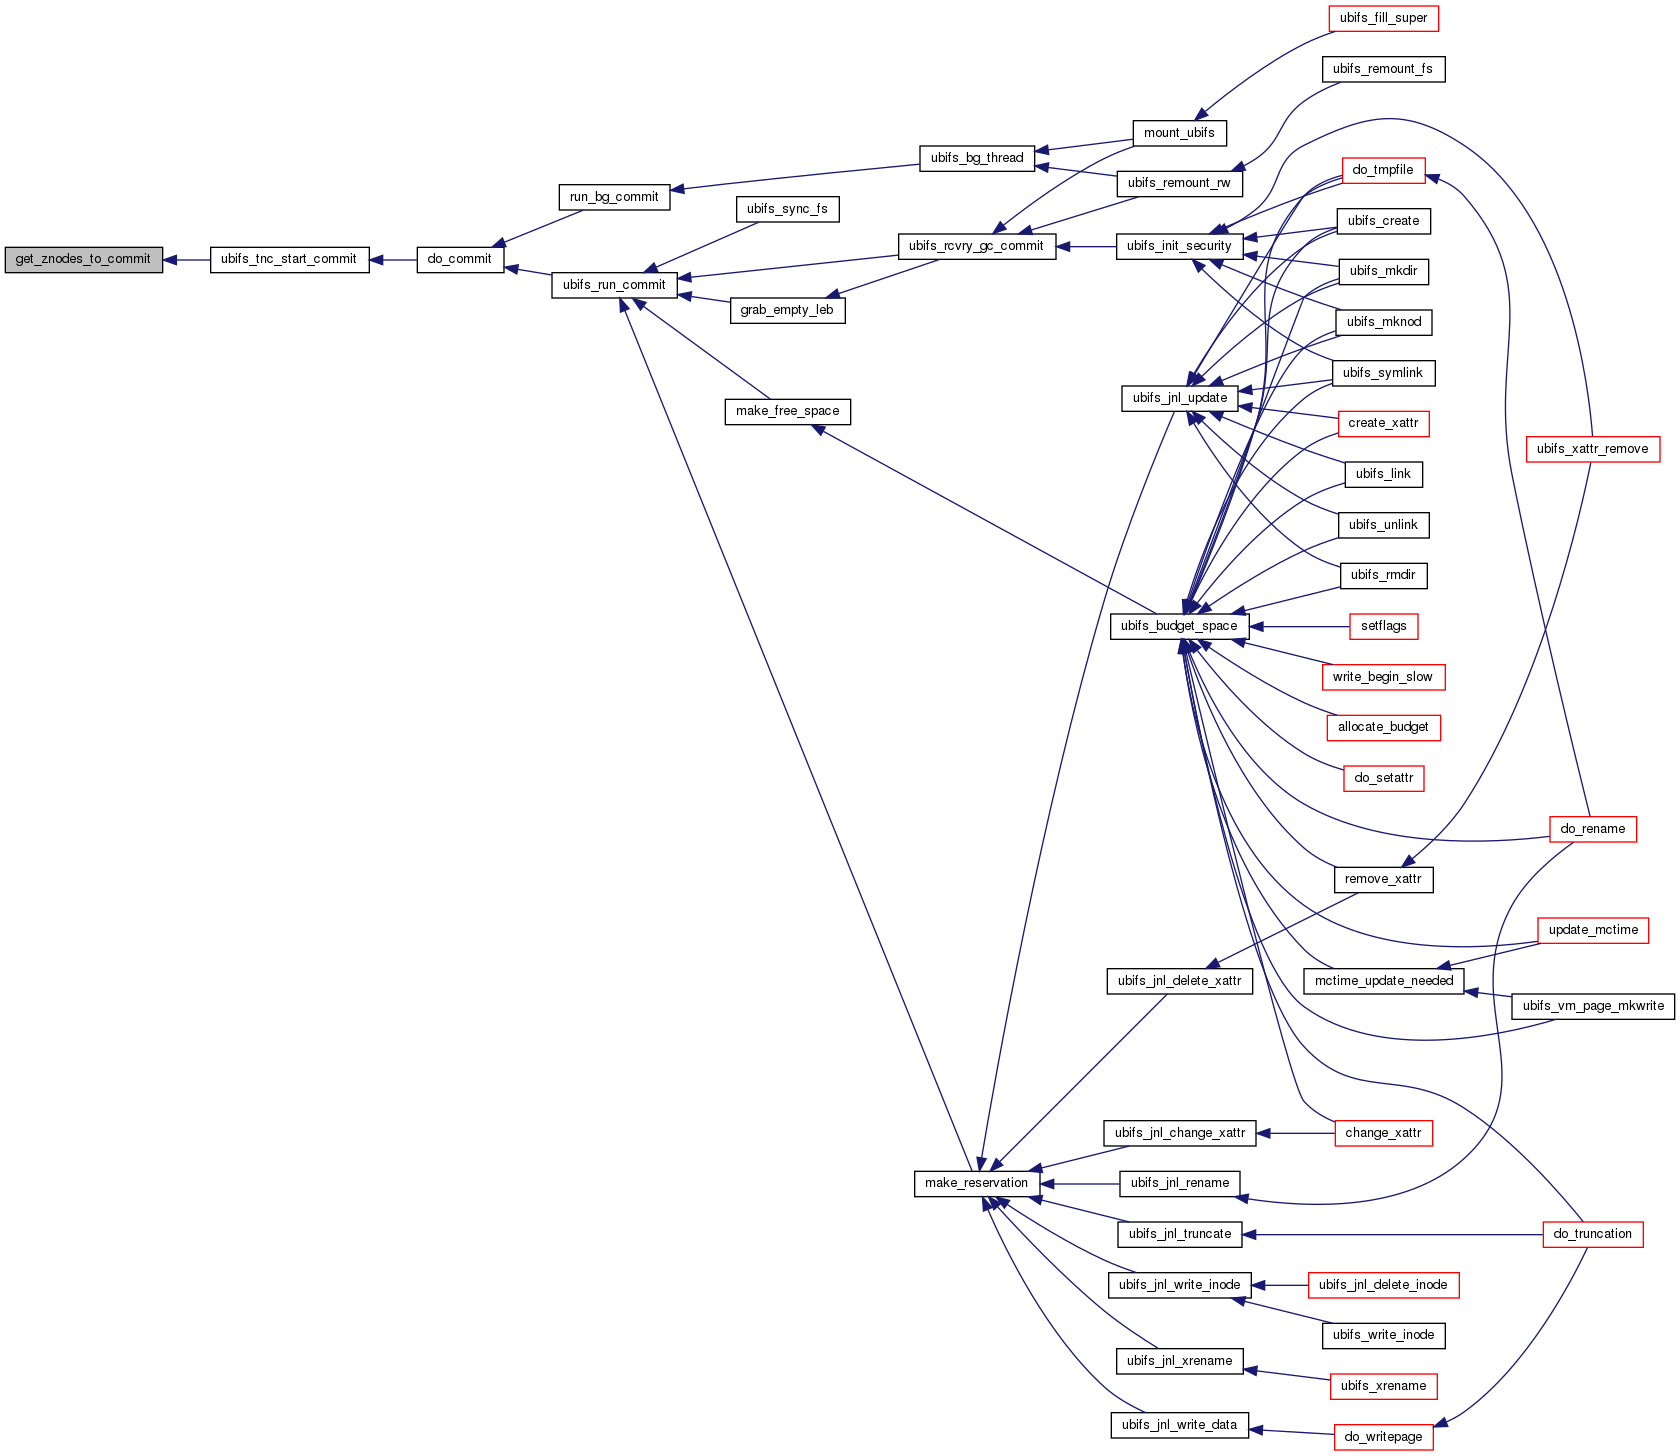 ubifs_fill_super
ubifs_remount_fs
mount_ubifs
ubifs_bg_thread
do_tmpfile
ubifs_remount_rw
run_bg_commit
ubifs_sync_fs
ubifs_create
ubifs_rcvry_gc_commit
ubifs_init_security
get_znodes_to_commit
ubifs_tnc_start_commit
do_commit
ubifs_mkdir
ubifs_run_commit
grab_empty_leb
ubifs_mknod
ubifs_symlink
ubifs_jnl_update
make_free_space
create_xattr
ubifs_xattr_remove
ubifs_link
ubifs_unlink
ubifs_rmdir
ubifs_budget_space
setflags
write_begin_slow
allocate_budget
do_setattr
do_rename
remove_xattr
update_mctime
ubifs_jnl_delete_xattr
mctime_update_needed
ubifs_vm_page_mkwrite
ubifs_jnl_change_xattr
change_xattr
make_reservation
ubifs_jnl_rename
ubifs_jnl_truncate
do_truncation
ubifs_jnl_write_inode
ubifs_jnl_delete_inode
ubifs_write_inode
ubifs_jnl_xrename
ubifs_xrename
ubifs_jnl_write_data
do_writepage